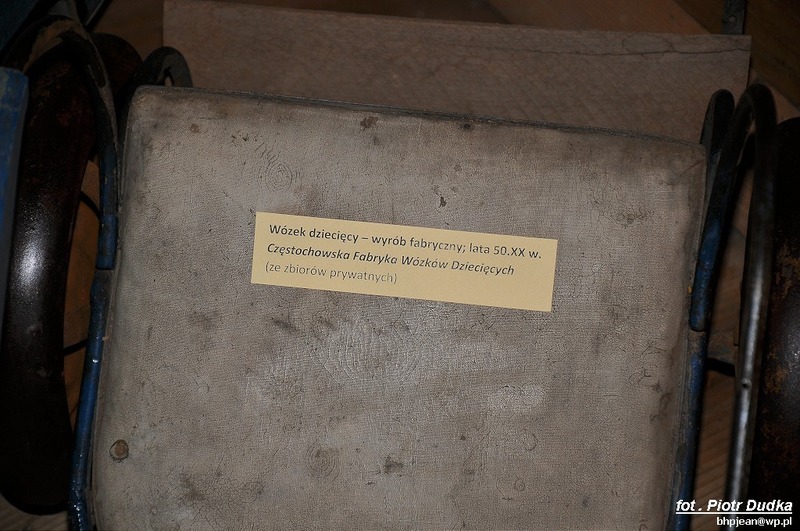 Wózek dziecięcy – wyrób fabryczny; lata 50.XX w.
Częstochowska Fabryka Wózków Dziecięcych
(ze zbiorów prywatnych)
fot . Piotr Dudka
bhpjean@wp.pl